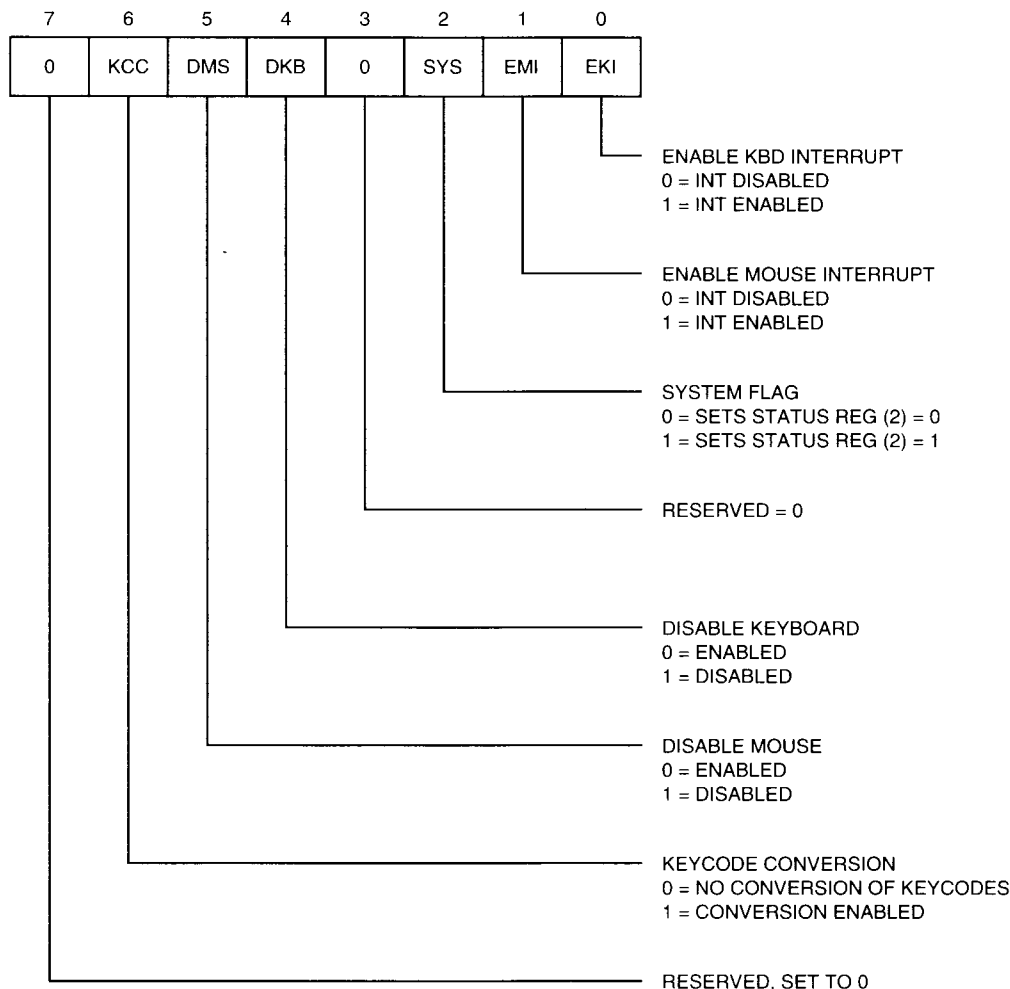 7 6 5 4 3 2 1 0
0 KCC DMS DKB 0 SYS EMI EKI
ENABLE KBD INTERRUPT
0 = INT DISABLED
1 = INT ENABLED
ENABLE MOUSE INTERRUPT
0 = INT DISABLED
1 = INT ENABLED
SYSTEM FLAG
0 = SETS STATUS REG (2) = 0
1 = SETS STATUS REG (2) = 1
RESERVED = 0
DISABLE KEYBOARD
0 = ENABLED
1 = DISABLED
DISABLE MOUSE
0 = ENABLED
1 = DISABLED
KEYCODE CONVERSION
0 = NO CONVERSION OF KEYCODES
1 = CONVERSION ENABLED
RESERVED. SET TO 0